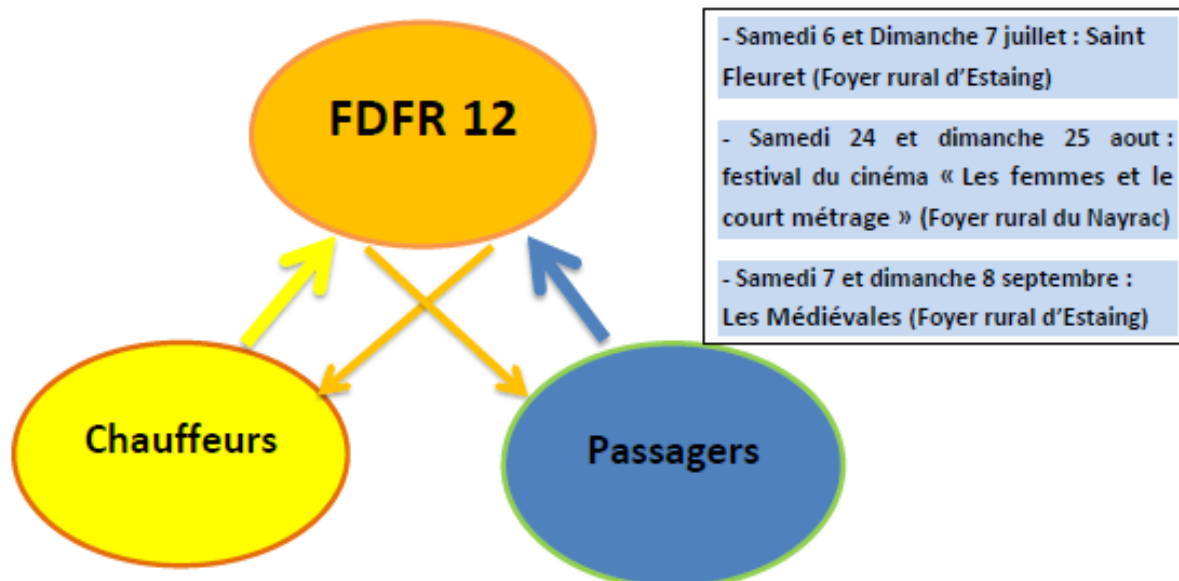 FDFR 12
Chauffeurs
Passagers
- Samedi 6 et Dimanche 7 juillet : Saint
Fleuret (Foyer rural d’Estaing)
- Samedi 24 et dimanche 25 aout :
festival du cinéma « Les femmes et le
court métrage » (Foyer rural du Nayrac)
- Samedi 7 et dimanche 8 septembre :
Les Médiévales (Foyer rural d’Estaing)